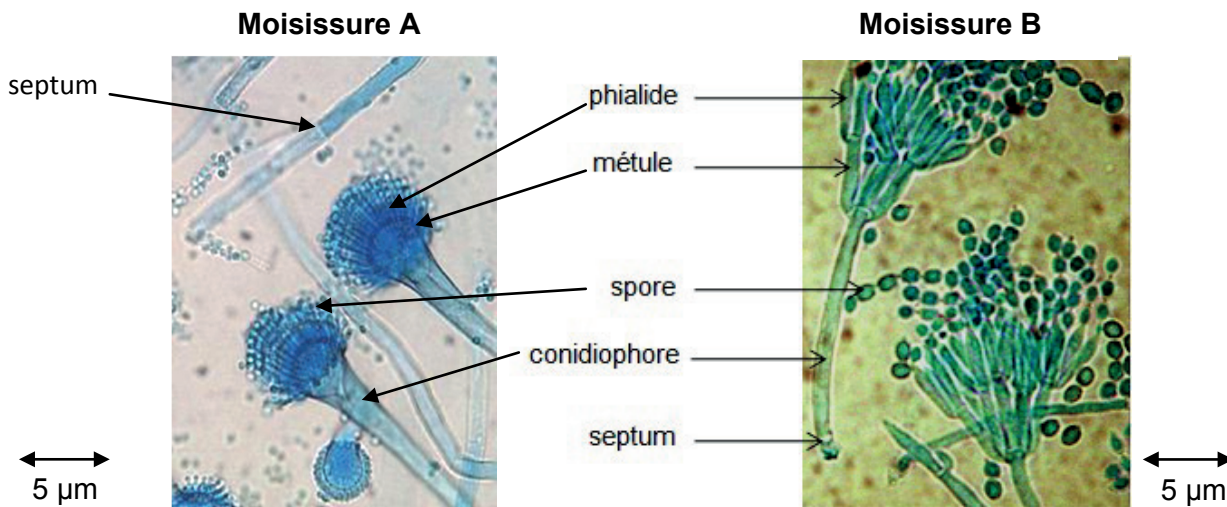 Moisissure A
Moisissure B
septum
phialide
métule
spore
conidiophore
septum
5 µm
5 µm